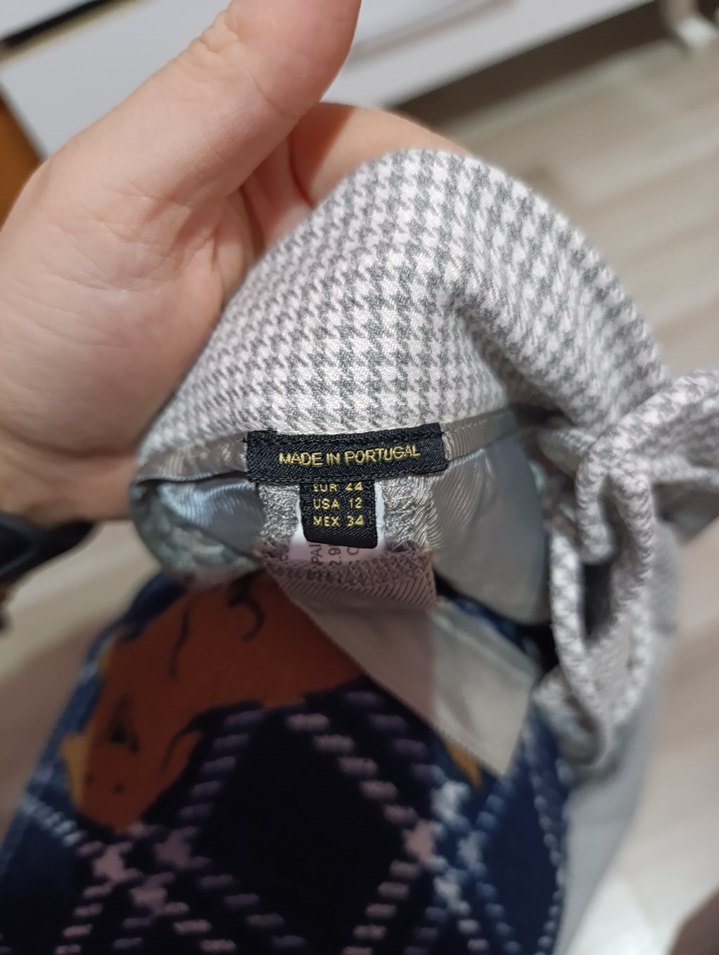 MADE IN PORTUGAL
EUR 44
USA 12
MEX 34